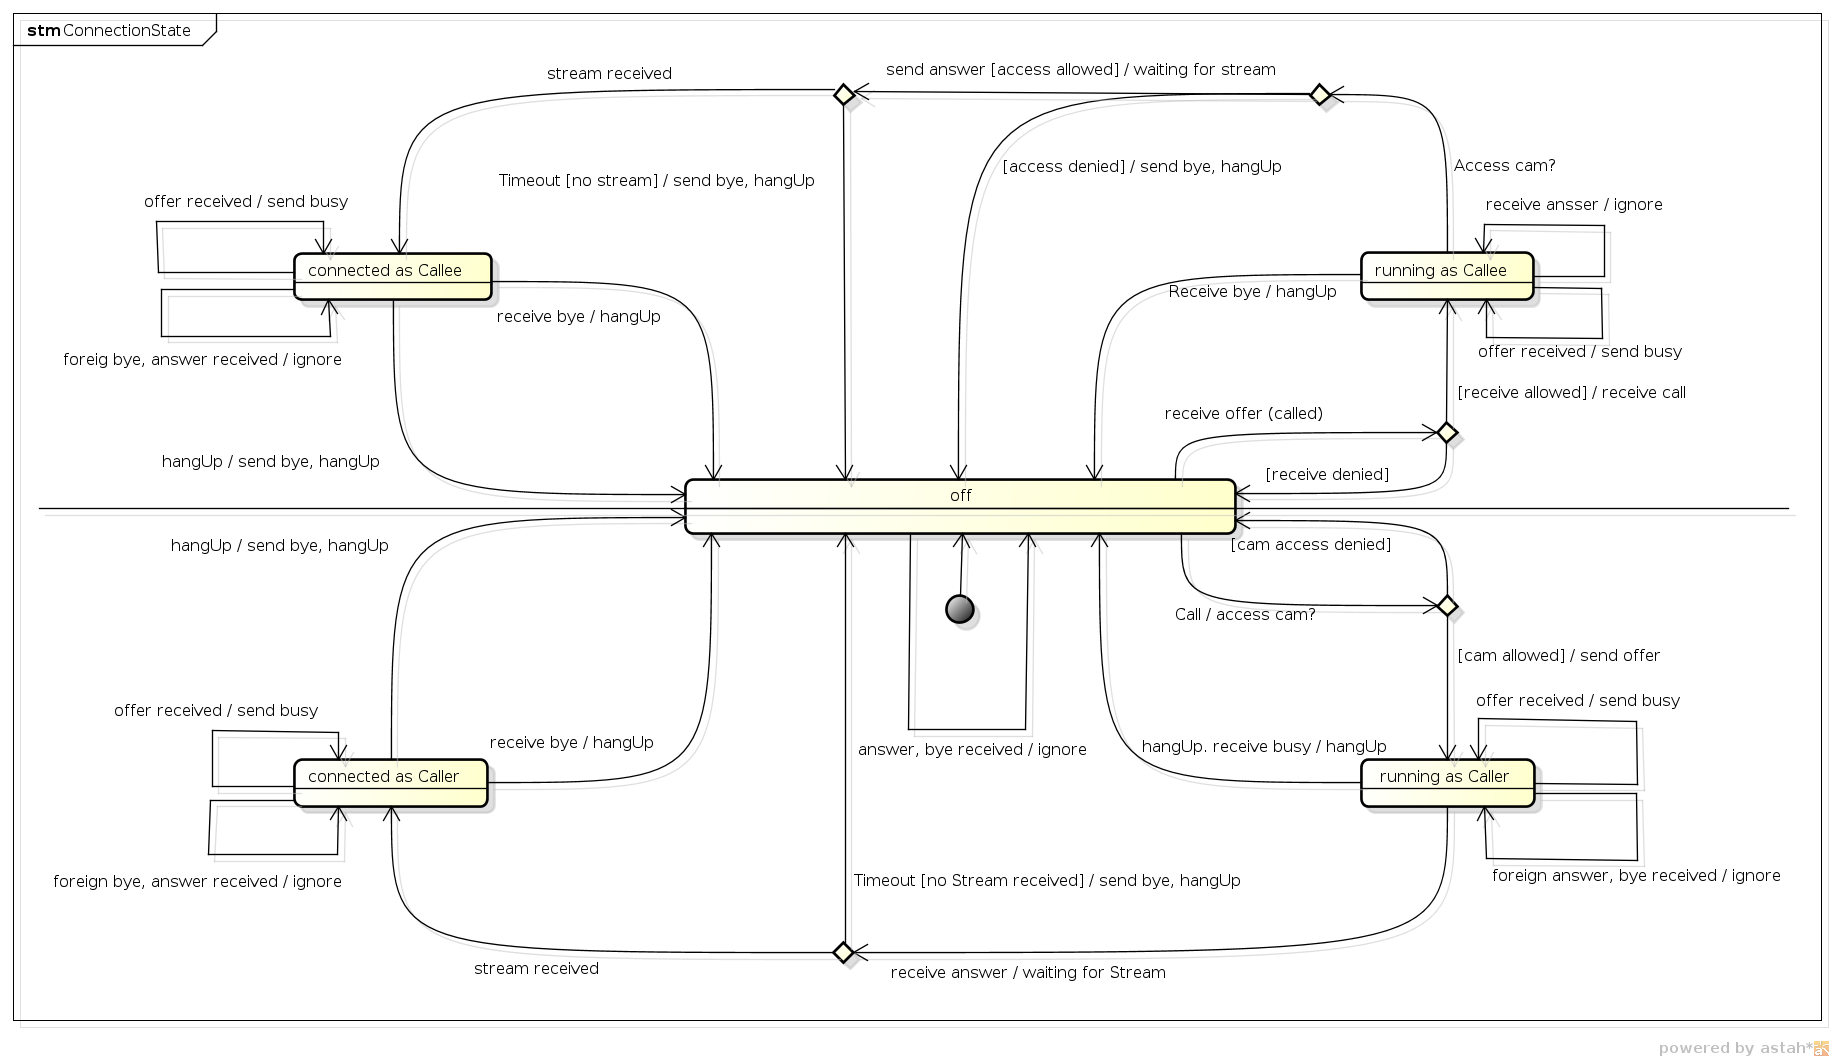 stm ConnectionState
send answer [access allowed] / waiting for stream
stream received
Access cam?
[access denied] / send bye, hangUp
Timeout [no stream] / send bye, hangUp
offer received / send busy
receive ansser / ignore
connected as Callee
running as Callee
Receive bye / hangUp
receive bye / hangUp
offer received / send busy
foreig bye, answer received / ignore
[receive allowed] / receive call
receive offer (called)
hangUp / send bye, hangUp
[receive denied]
off
hangUp / send bye, hangUp
[cam access denied]
Call / access cam?
[cam allowed] / send offer
offer received / send busy
offer received / send busy
receive bye / hangUp
answer, bye received / ignore
hangUp. receive busy / hangUp
connected as Caller
running as Caller
foreign bye, answer received / ignore
Timeout [no Stream received] / send bye, hangUp
foreign answer, bye received / ignore
stream received
receive answer / waiting for Stream
powered by astah*